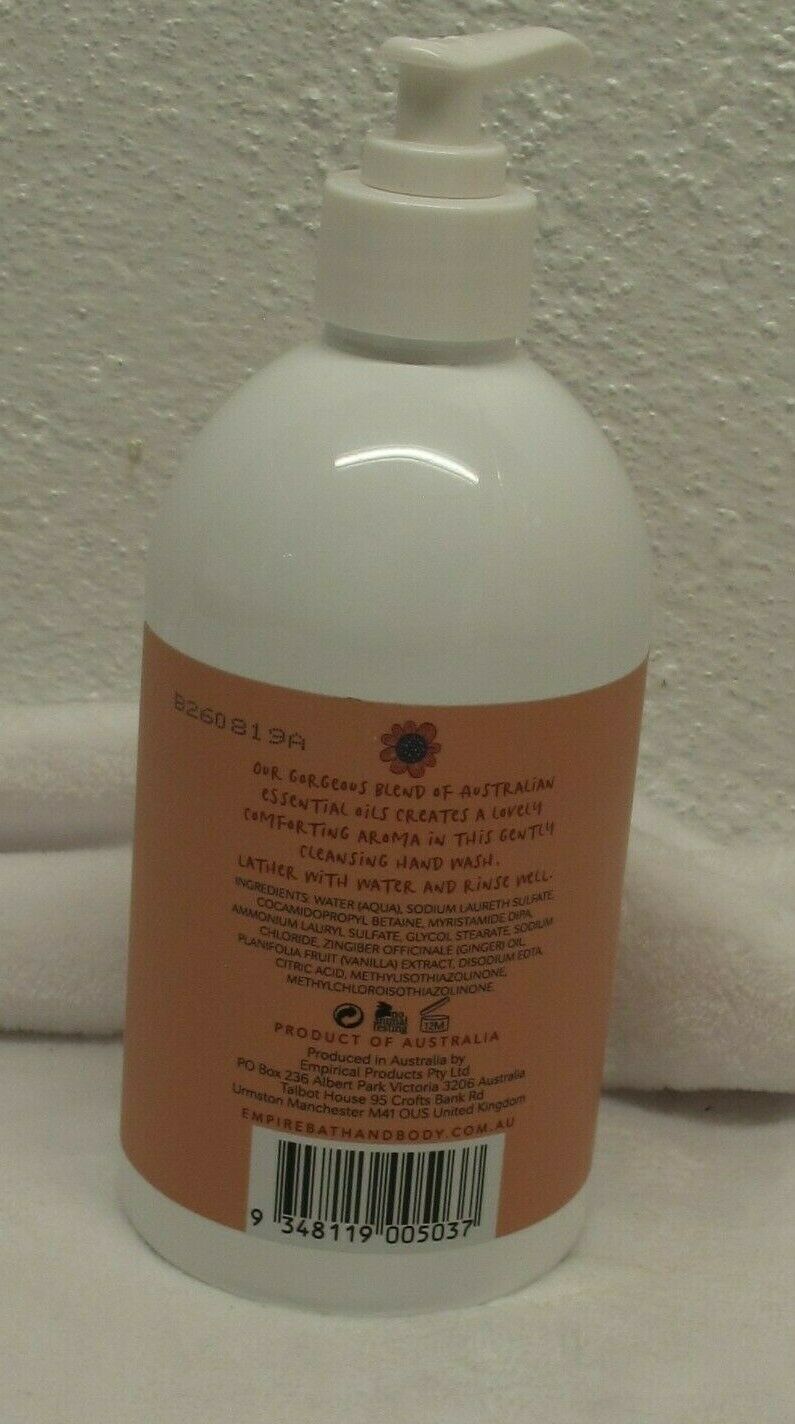 B260819A
OUR GORGEOUS BLEND OF AUSTRALIAN
ESSENTIAL OILS CREATES A LOVELY
COMFORTING AROMA IN THIS GENTLY
CLEANSING HAND WASH.
LATHER WITH WATER AND RINSE WELL.
INGREDIENTS: WATER (AQUA), SODIUM LAURETH SULFATE,
COCAMIDOPROPYL BETAINE, MYRISTAMIDE DIPA,
AMMONIUM LAURYL SULFATE, GLYCOL STEARATE, SODIUM
CHLORIDE, ZINGIBER OFFICINALE (GINGER) OIL,
PLANIFOLIA FRUIT (VANILLA) EXTRACT, DISODIUM EDTA,
CITRIC ACID, METHYLISOTHIAZOLINONE,
METHYLCHLOROISOTHIAZOLINONE.
no animal testing
12M
PRODUCT OF AUSTRALIA
Produced in Australia by
Empirical Products Pty Ltd
PO Box 236 Albert Park Victoria 3206 Australia
Talbot House 95 Crofts Bank Rd
Urmston Manchester M41 OUS United Kingdom
EMPIREBATHANDBODY.COM.AU
9 348119 005037